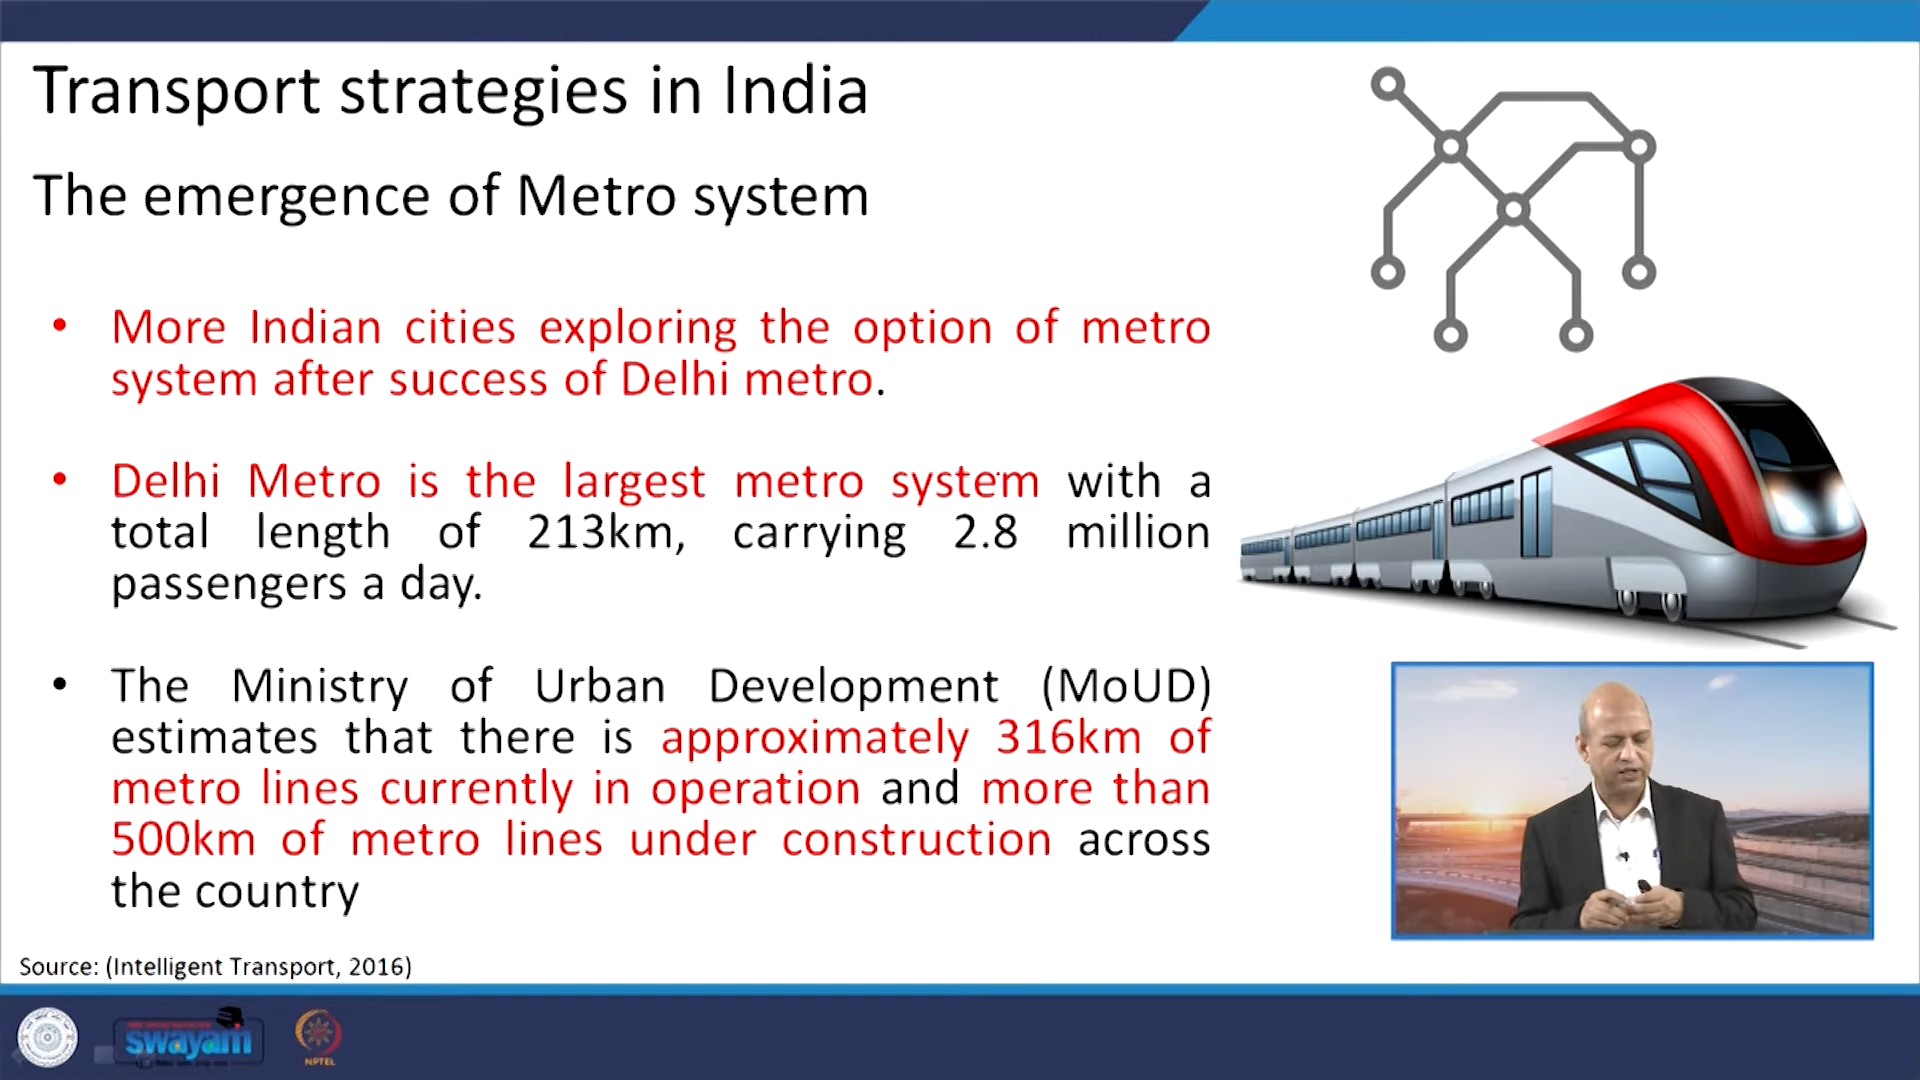 Transport strategies in India
The emergence of Metro system
• More Indian cities exploring the option of metro
system after success of Delhi metro.
• Delhi Metro is the largest metro system with a
total length of 213km, carrying 2.8 million
passengers a day.
• The Ministry of Urban Development (MoUD)
estimates that there is approximately 316km of
metro lines currently in operation and more than
500km of metro lines under construction across
the country
Source: (Intelligent Transport, 2016)
swayam
NPTEL